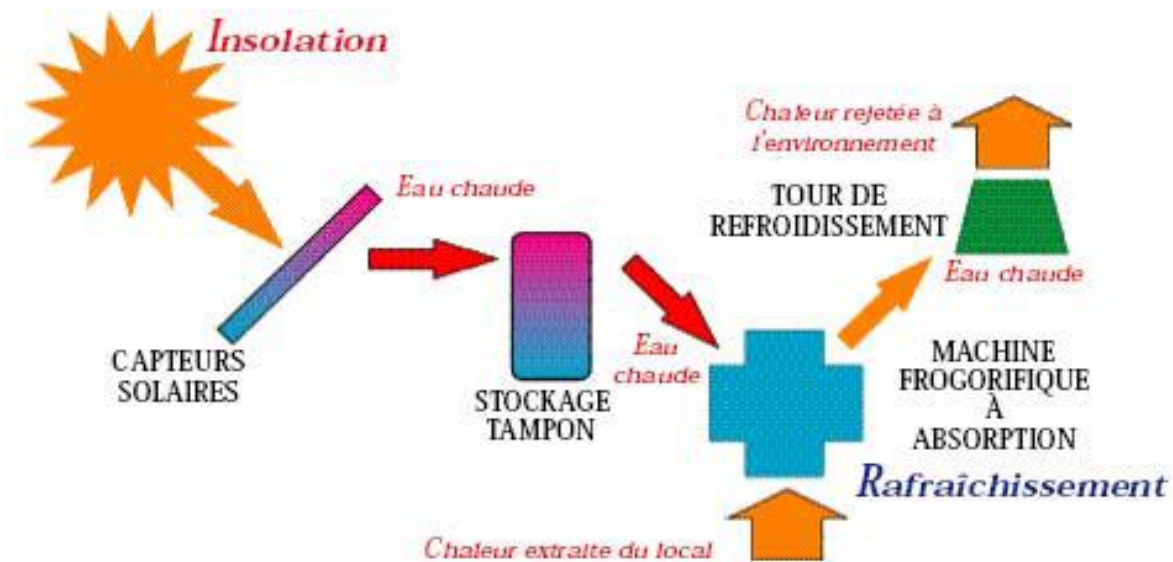 Insolation
Eau chaude
CAPTEURS
SOLAIRES
STOCKAGE
TAMPON
Eau
chaude
Chaleur rejetée à
l'environnement
TOUR DE
REFROIDISSEMENT
Eau chaude
MACHINE
FROGORIFIQUE
À
ABSORPTION
Rafraîchissement
Chaleur extraite du local